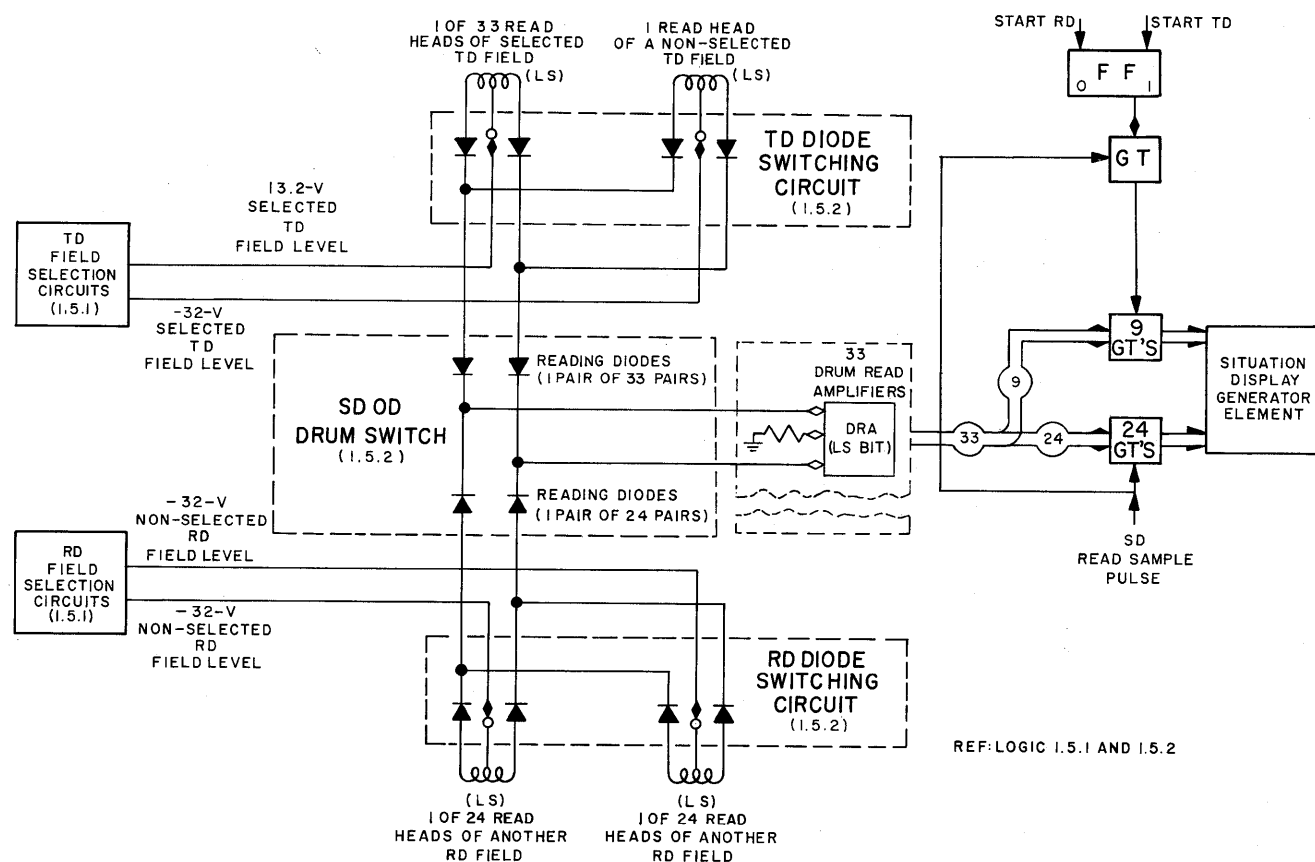 1 OF 33 READ
HEADS OF SELECTED
TD FIELD
(LS)
1 READ HEAD
OF A NON-SELECTED
TD FIELD
(LS)
START RD
START TD
FF
0
1
GT
TD DIODE
SWITCHING
CIRCUIT
(1.5.2)
13.2-V
SELECTED
TD
FIELD LEVEL
TD
FIELD
SELECTION
CIRCUITS
(1.5.1)
-32-V
SELECTED
TD
FIELD LEVEL
READING DIODES
(1 PAIR OF 33 PAIRS)
SD OD
DRUM SWITCH
(1.5.2)
READING DIODES
(1 PAIR OF 24 PAIRS)
33
DRUM READ
AMPLIFIERS
DRA
(LS BIT)
33
9
24
9
GT'S
24
GT'S
SITUATION
DISPLAY
GENERATOR
ELEMENT
SD
READ SAMPLE
PULSE
-32-V
NON-SELECTED
RD
FIELD LEVEL
RD
FIELD
SELECTION
CIRCUITS
(1.5.1)
-32-V
NON-SELECTED
RD
FIELD LEVEL
RD DIODE
SWITCHING
CIRCUIT
(1.5.2)
(LS)
1 OF 24 READ
HEADS OF ANOTHER
RD FIELD
(LS)
1 OF 24 READ
HEADS OF ANOTHER
RD FIELD
REF: LOGIC 1.5.1 AND 1.5.2